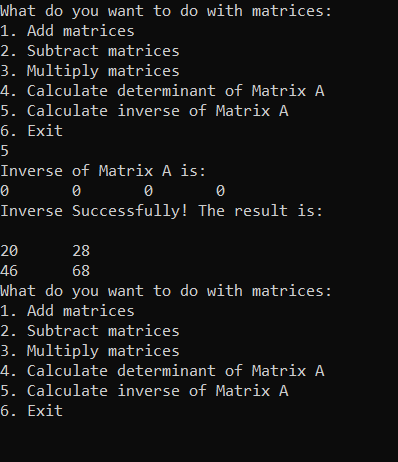 What do you want to do with matrices:
1. Add matrices
2. Subtract matrices
3. Multiply matrices
4. Calculate determinant of Matrix A
5. Calculate inverse of Matrix A
6. Exit
5
Inverse of Matrix A is:
0 0 0 0
Inverse Successfully! The result is:
20 28
46 68
What do you want to do with matrices:
1. Add matrices
2. Subtract matrices
3. Multiply matrices
4. Calculate determinant of Matrix A
5. Calculate inverse of Matrix A
6. Exit